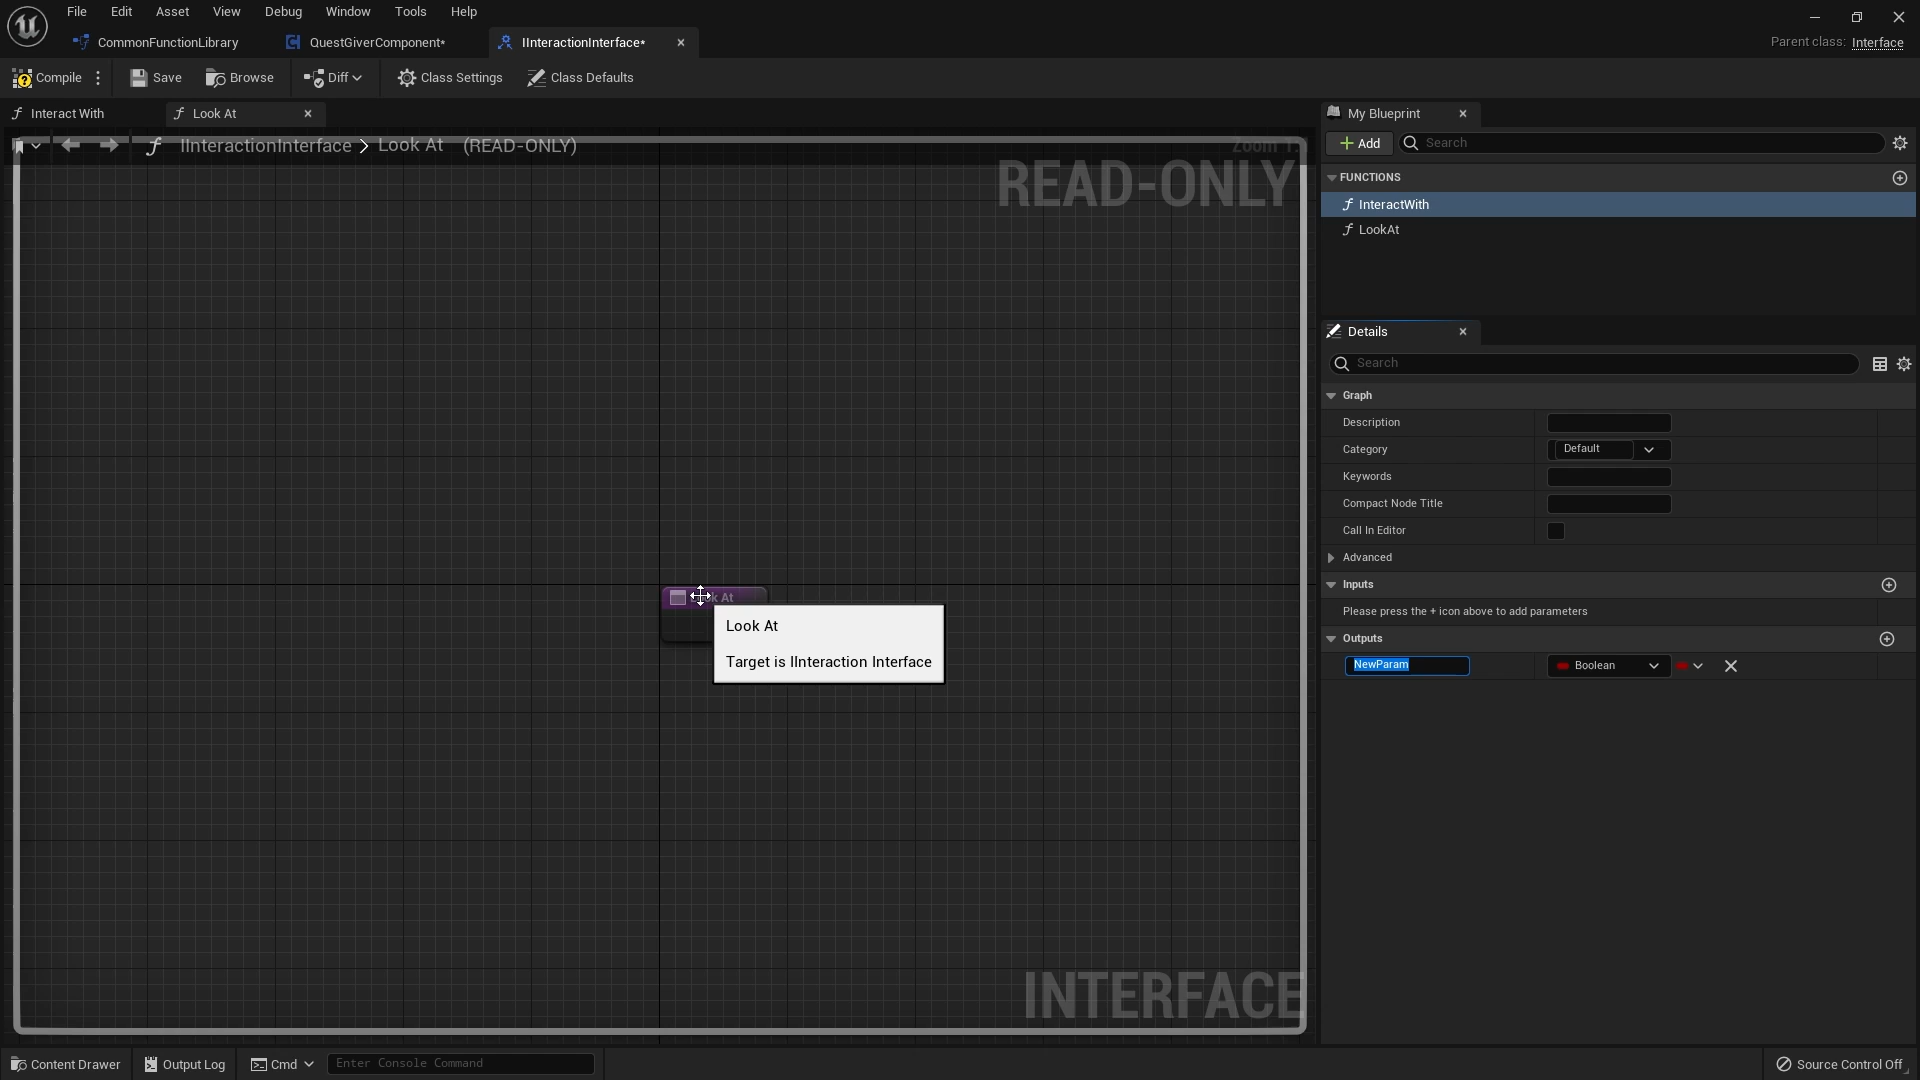 File Edit Asset View Debug Window Tools Help
CommonFunctionLibrary QuestGiverComponent* IInteractionInterface*
Parent class: Interface
Compile Save Browse Diff Class Settings Class Defaults
Interact With Look At
My Blueprint
IInteractionInterface > Look At (READ-ONLY)
READ-ONLY
Add Search
FUNCTIONS
InteractWith
LookAt
Details
Search
Graph
Description
Category Default
Keywords
Compact Node Title
Call In Editor
Advanced
Inputs
Please press the + icon above to add parameters
Outputs
NewParam Boolean
Look At
Target is IInteraction Interface
INTERFACE
Content Drawer Output Log Cmd Enter Console Command
Source Control Off